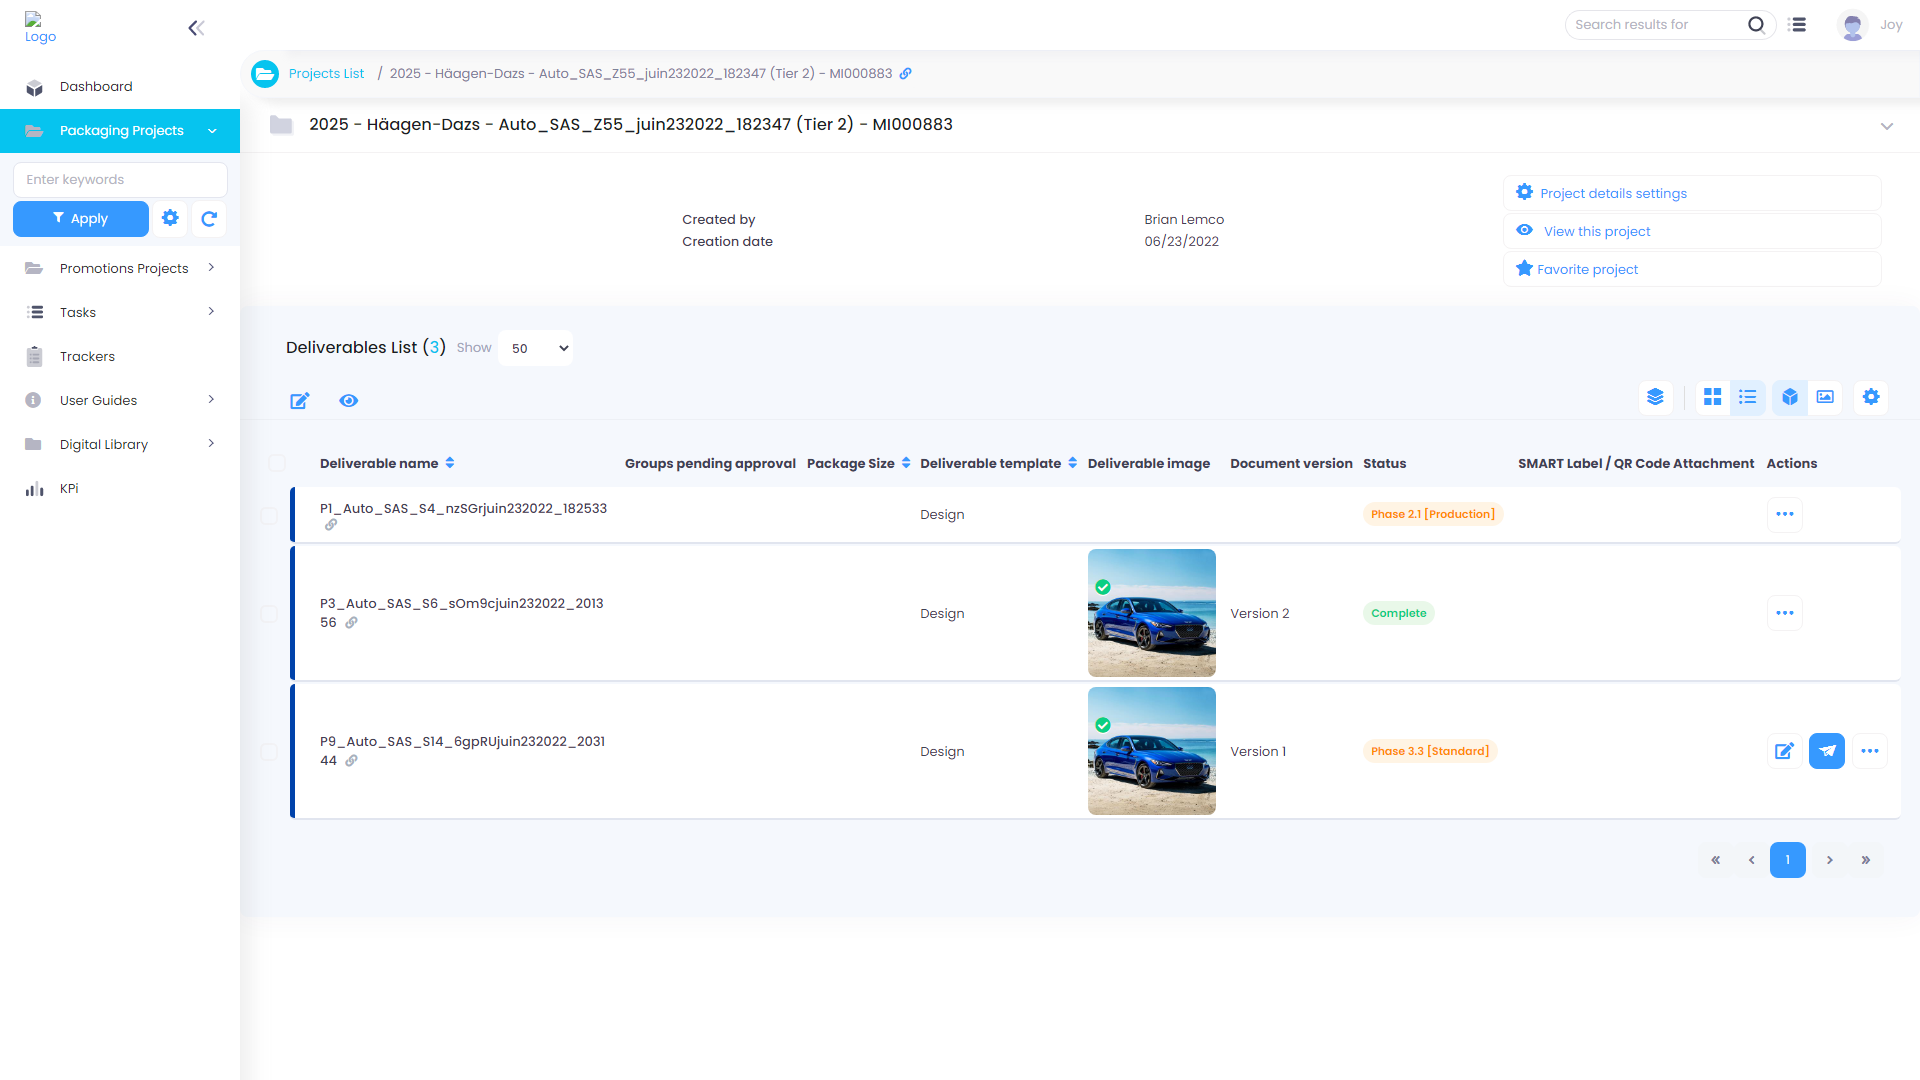 Logo
Search results for
Joy
Dashboard
Packaging Projects
Enter keywords
Apply
Promotions Projects
Tasks
Trackers
User Guides
Digital Library
KPi
Projects List / 2025 - Häagen-Dazs - Auto_SAS_Z55_juin232022_182347 (Tier 2) - MI000883
2025 - Häagen-Dazs - Auto_SAS_Z55_juin232022_182347 (Tier 2) - MI000883
Created by Brian Lemco
Creation date 06/23/2022
Project details settings
View this project
Favorite project
Deliverables List (3) Show 50
Deliverable name Groups pending approval Package Size Deliverable template Deliverable image Document version Status SMART Label / QR Code Attachment Actions
P1_Auto_SAS_S4_nzSGrjuin232022_182533 Design Phase 2.1 [Production]
P3_Auto_SAS_S6_sOm9cjuin232022_2013
56 Design Version 2 Complete
P9_Auto_SAS_S14_6gpRUjuin232022_2031
44 Design Version 1 Phase 3.3 [Standard]
« ‹ 1 › »